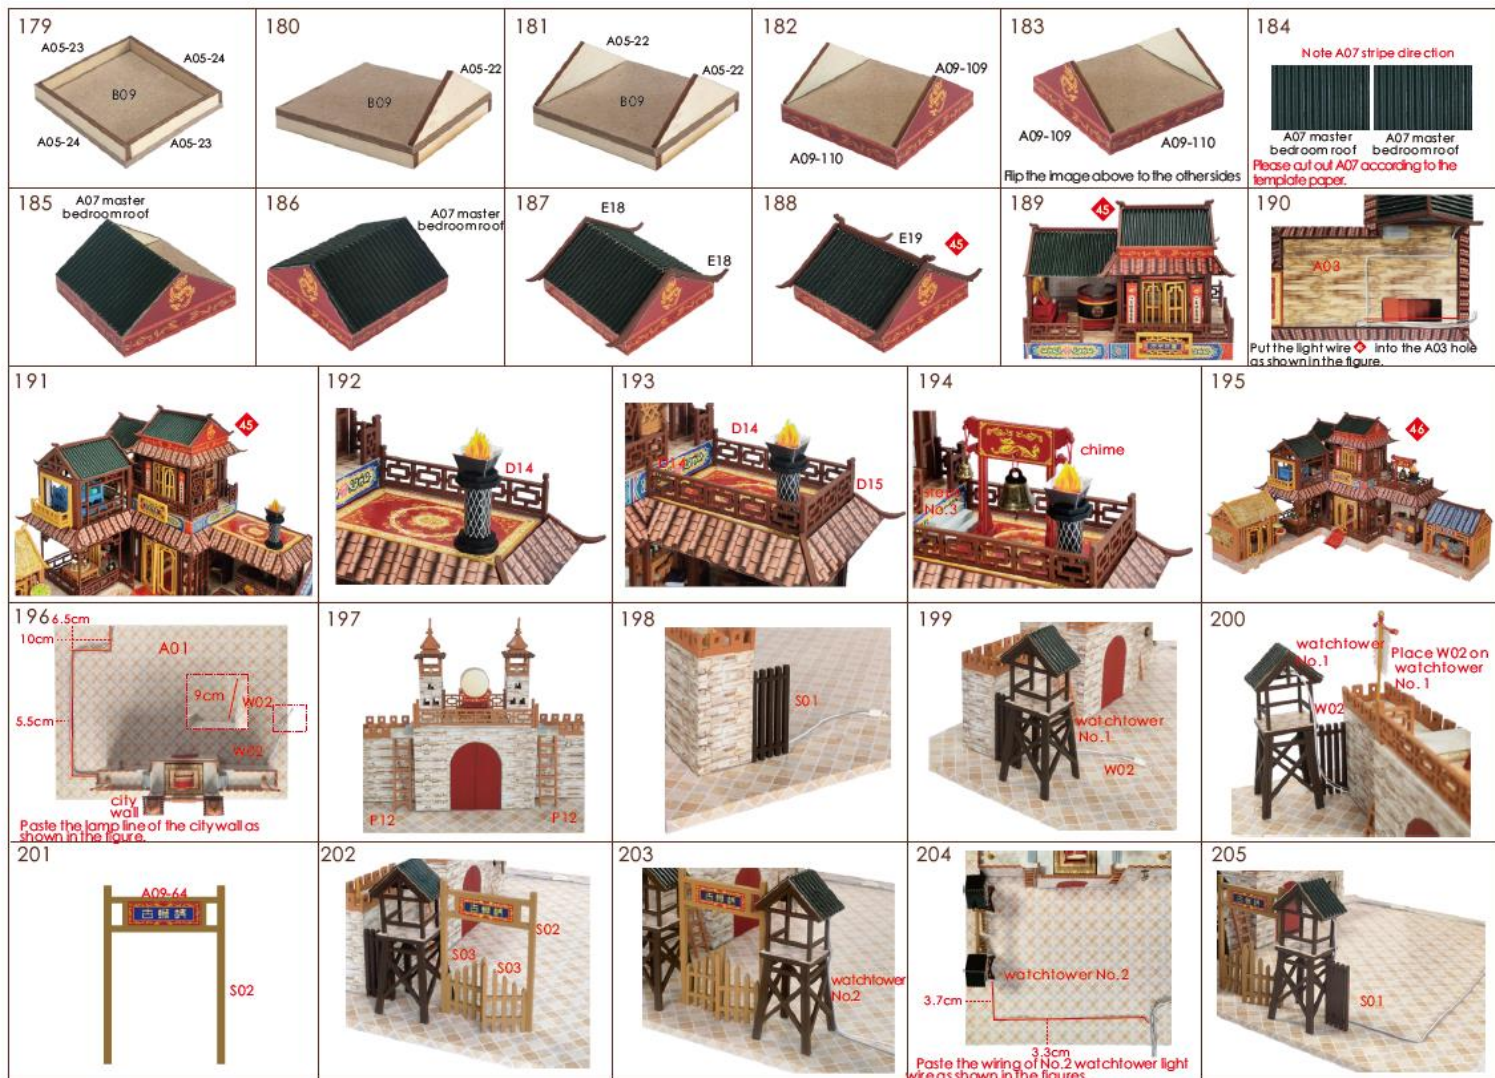 179
A05-23
A05-24
B09
A05-24
A05-23
180
A05-22
B09
181
A05-22
A05-22
B09
182
A09-109
A09-110
183
A09-109
A09-110
Flip the image above to the other sides
184
Note A07 stripe direction
A07 master
bedroom roof
A07 master
bedroom roof
Please cut out A07 according to the
template paper.
185
A07 master
bedroom roof
186
A07 master
bedroom roof
187
E18
E18
188
E19
45
189
45
190
A03
Put the light wire into the A03 hole
as shown in the figure.
191
45
192
D14
193
D14
D14
D15
194
chime
steps
No.3
195
46
196
6.5cm
10cm
A01
9cm
W02
5.5cm
W02
city
wall
Paste the lamp line of the city wall as
shown in the figure.
197
P12
P12
198
S01
199
watchtower
No.1
W02
200
watchtower
No.1
Place W02 on
watchtower
No. 1
W02
201
A09-64
S02
202
S02
S03
S03
203
watchtower
No.2
204
watchtower No.2
3.7cm
3.3cm
Paste the wiring of No.2 watchtower light
wire as shown in the figures
205
S01